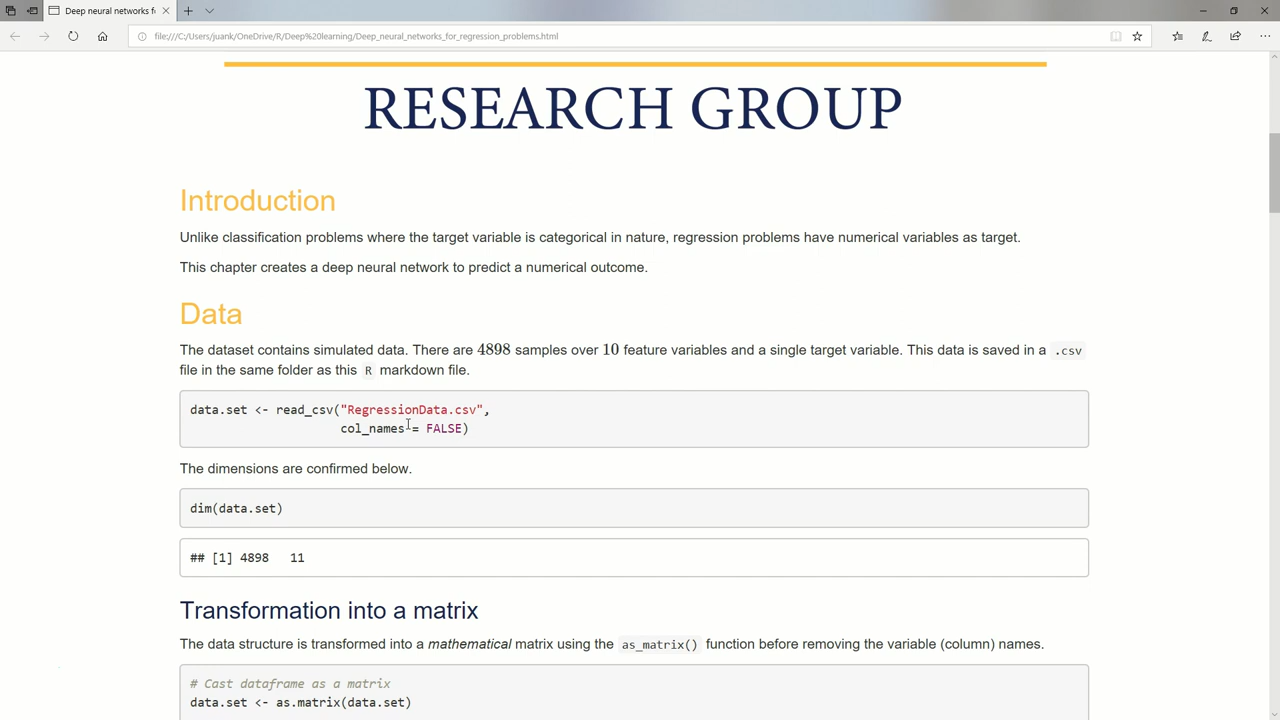 Deep neural networks f
file:///C:/Users/juank/OneDrive/R/Deep%20learning/Deep_neural_networks_for_regression_problems.html
RESEARCH GROUP
Introduction
Unlike classification problems where the target variable is categorical in nature, regression problems have numerical variables as target.
This chapter creates a deep neural network to predict a numerical outcome.
Data
The dataset contains simulated data. There are 4898 samples over 10 feature variables and a single target variable. This data is saved in a .csv
file in the same folder as this R markdown file.
data.set <- read_csv("RegressionData.csv",
col_names = FALSE)
The dimensions are confirmed below.
dim(data.set)
## [1] 4898 11
Transformation into a matrix
The data structure is transformed into a mathematical matrix using the as_matrix() function before removing the variable (column) names.
# Cast dataframe as a matrix
data.set <- as.matrix(data.set)